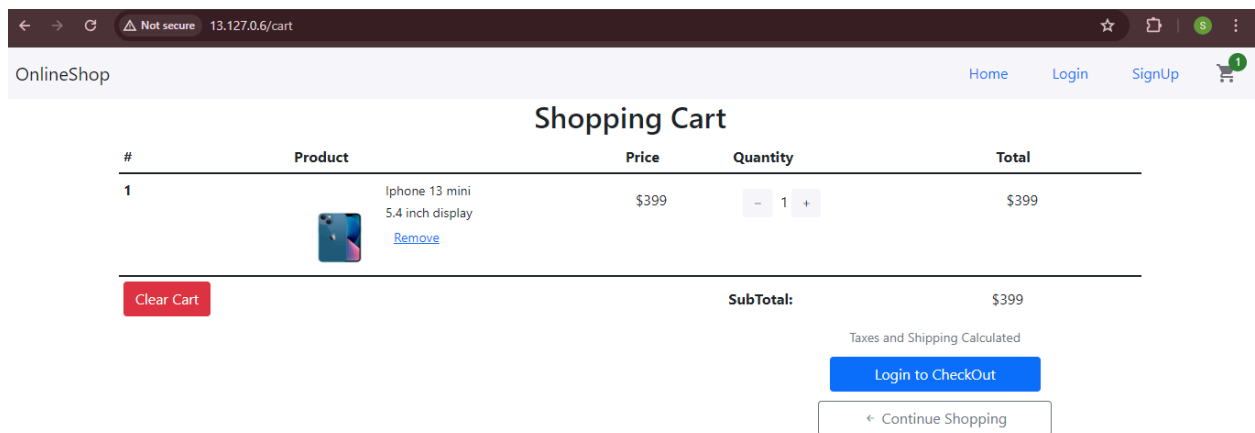 Not secure 13.127.0.6/cart S
OnlineShop Home Login SignUp 1
Shopping Cart
# Product Price Quantity Total
1 Iphone 13 mini $399 - 1 + $399
5.4 inch display
Remove
Clear Cart SubTotal: $399
Taxes and Shipping Calculated
Login to CheckOut
← Continue Shopping